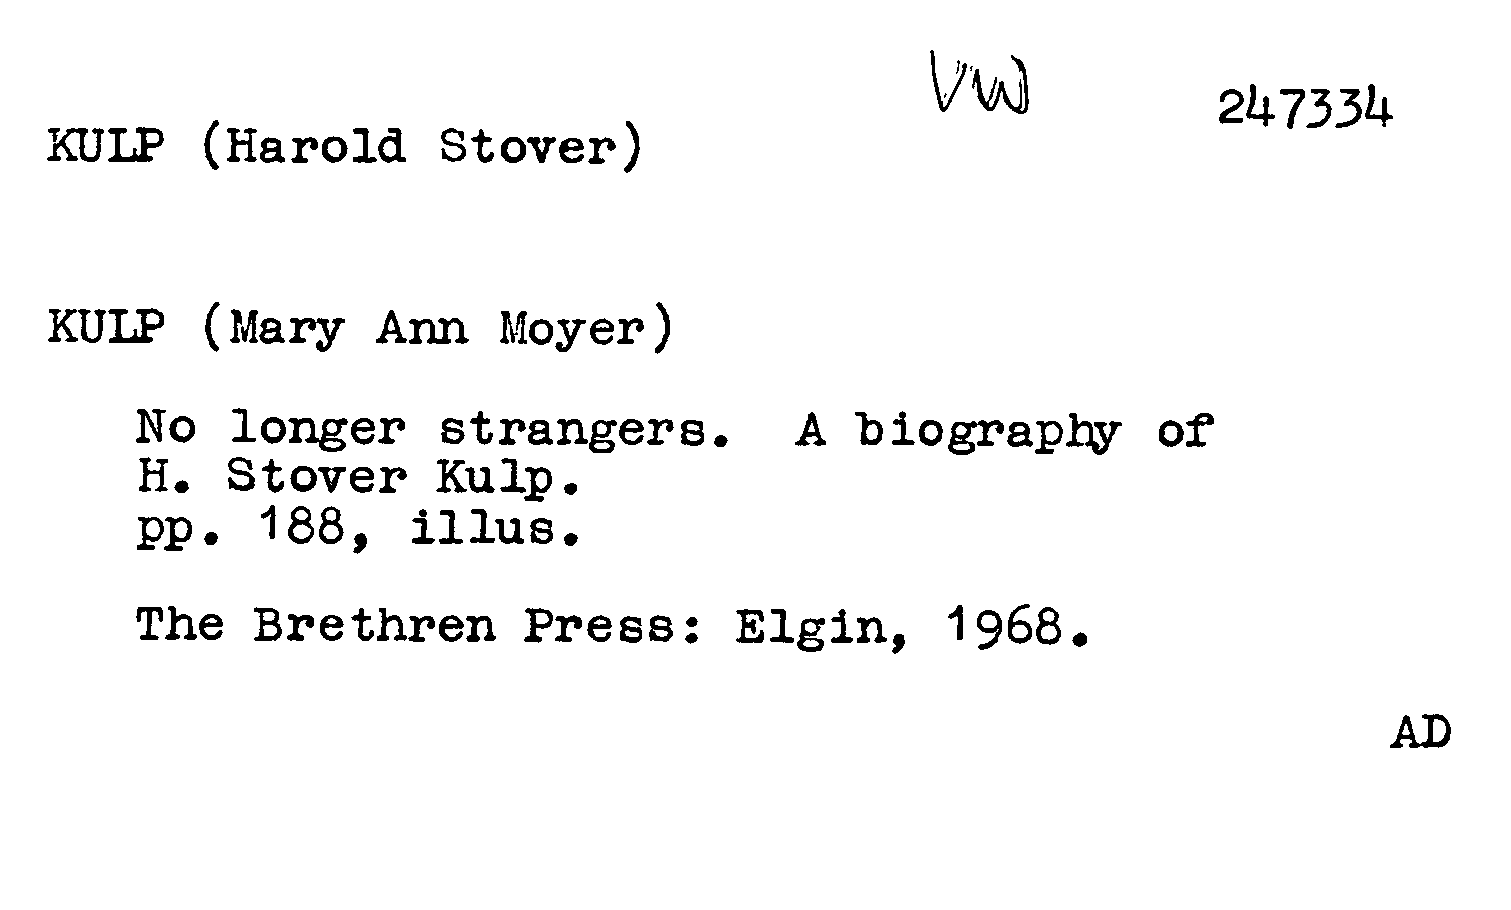 VW
247334
KULP (Harold Stover)
KULP (Mary Ann Moyer)
No longer strangers.  A biography of
H. Stover Kulp.
pp. 188, illus.
The Brethren Press: Elgin, 1968.
AD